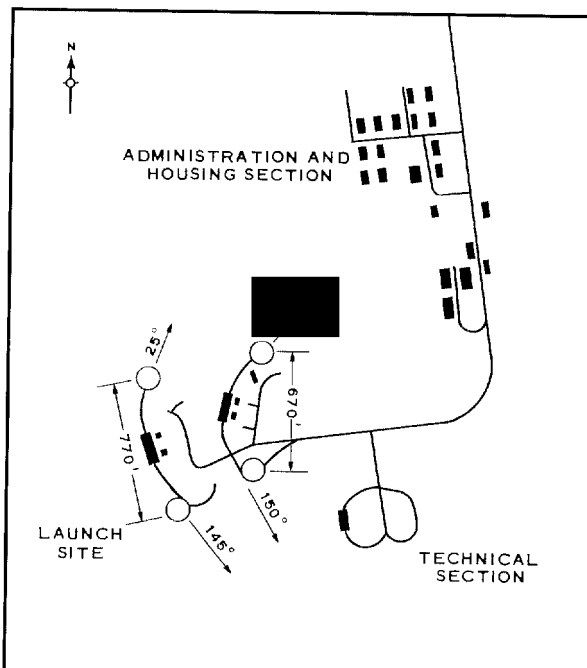 N
ADMINISTRATION AND
HOUSING SECTION
25°
670'
770'
150°
145°
LAUNCH
SITE
TECHNICAL
SECTION